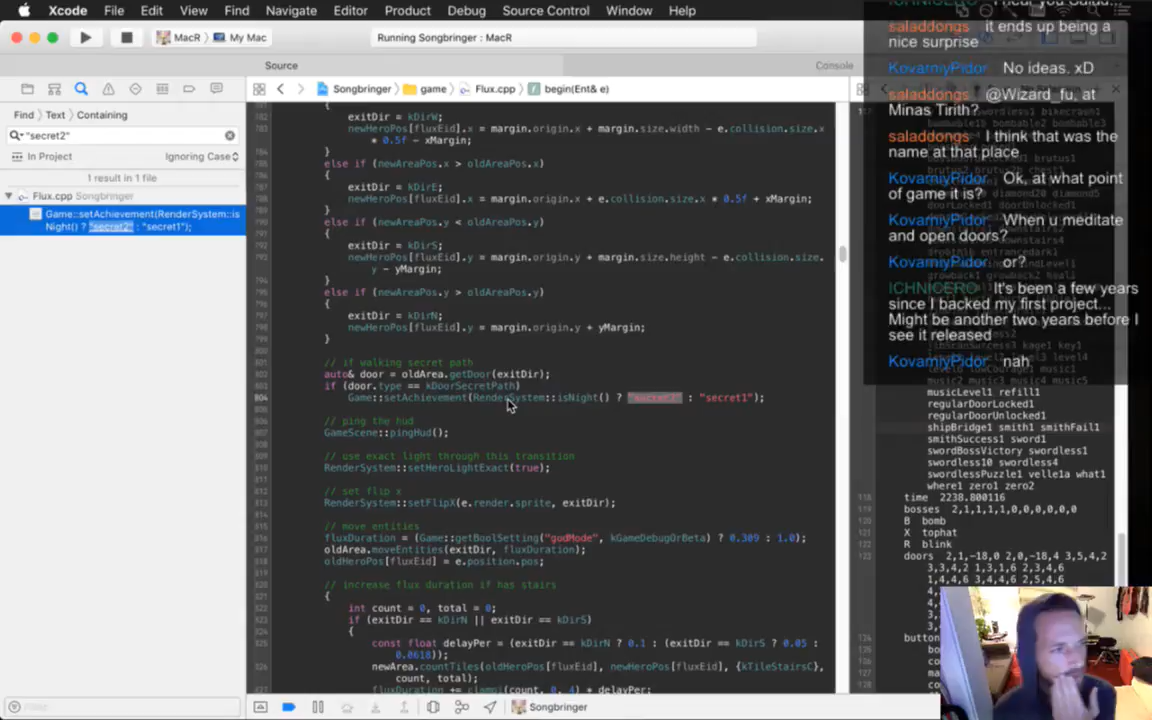 Xcode File Edit View Find Navigate Editor Product Debug Source Control Window Help
MacR My Mac
Running Songbringer : MacR
Source
Console
Find Text Containing
"secret2"
In Project
Ignoring Case
1 result in 1 file
Flux.cpp Songbringer
Game::setAchievement(RenderSystem::is
Night() ? "secret2" : "secret1");
Songbringer game Flux.cpp begin(Ent& e)
exitDir = kDirW;
newHeroPos[fluxEid].x = margin.origin.x + margin.size.width - e.collision.size.x
* 0.5f - xMargin;
}
else if (newAreaPos.x > oldAreaPos.x)
{
exitDir = kDirE;
newHeroPos[fluxEid].x = margin.origin.x + e.collision.size.x * 0.5f + xMargin;
}
else if (newAreaPos.y < oldAreaPos.y)
{
exitDir = kDirS;
newHeroPos[fluxEid].y = margin.origin.y + margin.size.height - e.collision.size.
y - yMargin;
}
else if (newAreaPos.y > oldAreaPos.y)
{
exitDir = kDirN;
newHeroPos[fluxEid].y = margin.origin.y + yMargin;
}
// if walking secret path
auto& door = oldArea.getDoor(exitDir);
if (door.type == kDoorSecretPath)
804 Game::setAchievement(RenderSystem::isNight() ? "secret2" : "secret1");
// ping the hud
GameScene::pingHud();
// use exact light through this transition
RenderSystem::setHeroLightExact(true);
// set flip x
RenderSystem::setFlipX(e.render.sprite, exitDir);
// move entities
fluxDuration = (Game::getBoolSetting("godMode", kGameDebugOrBeta) ? 0.309 : 1.0);
oldArea.moveEntities(exitDir, fluxDuration);
oldHeroPos[fluxEid] = e.position.pos;
// increase flux duration if has stairs
{
int count = 0, total = 0;
if (exitDir == kDirN || exitDir == kDirS)
{
const float delayPer = (exitDir == kDirN ? 0.1 : (exitDir == kDirS ? 0.05 :
0.0618));
newArea.countTiles(oldHeroPos[fluxEid], newHeroPos[fluxEid], {kTileStairsC},
count, total);
fluxDuration += clampi(count, 0, 4) * delayPer;
Songbringer
saladdongs it ends up being a
nice surprise
KovarniyPidor No ideas. xD
saladdongs @Wizard_fu, at
Minas Tirith?
saladdongs I think that was the
name at that place
KovarniyPidor Ok, at what point
of game it is?
KovarniyPidor When u meditate
and open doors?
KovarniyPidor or?
ICHNICERO It's been a few years
since I backed my first project...
Might be another two years before I
see it released
KovarniyPidor nah
musicLevel1 refill1
regularDoorLocked1
regularDoorUnlocked1
shipBridge1 smith1 smithFail1
smithSuccess1 sword1
swordBossVictory swordless1
swordless10 swordless4
swordlessPuzzle1 velle1a what1
where1 zero1 zero2
time 2238.800116
bosses 2,1,1,1,1,0,0,0,0,0,0
B bomb
X tophat
R blink
doors 2,1,-18,0 2,0,-18,4 3,5,4,2
3,3,4,2 1,3,1,6 2,3,4,6
1,4,4,6 3,4,4,6 2,5,4,6